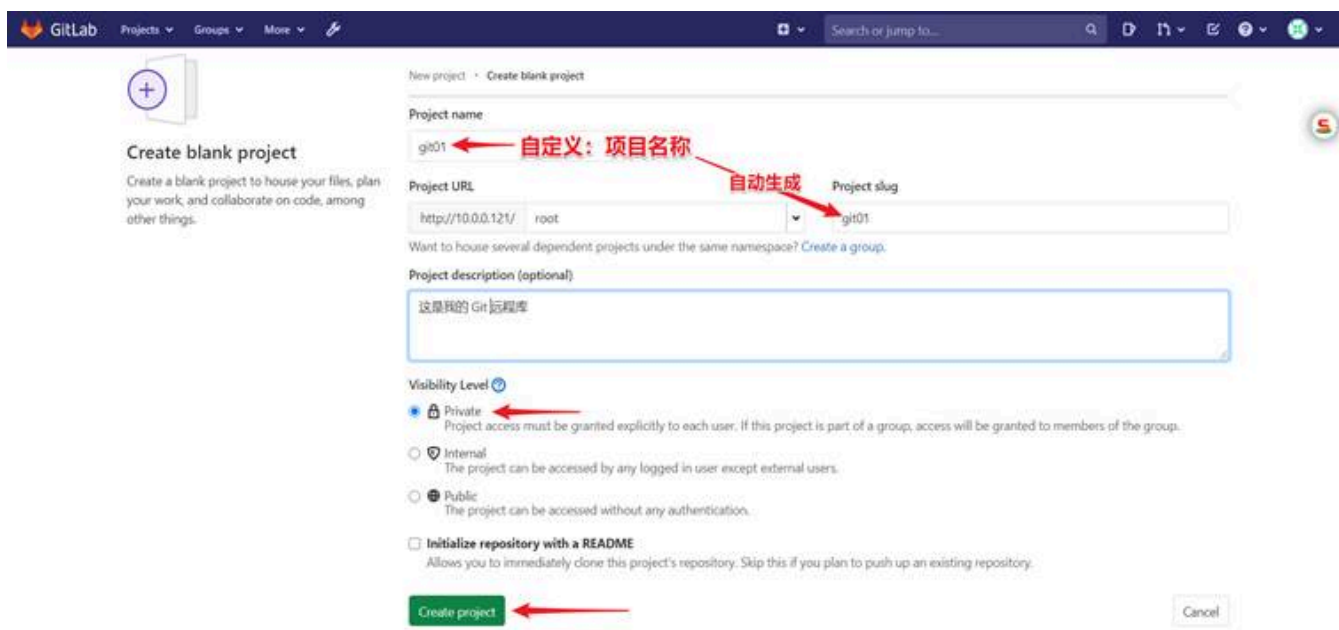 GitLab Projects Groups More Search or jump to...
New project › Create blank project
Create blank project
Create a blank project to house your files, plan
your work, and collaborate on code, among
other things.
Project name
git01
自定义：项目名称
自动生成
Project URL
Project slug
http://10.0.0.121/ root
git01
Want to house several dependent projects under the same namespace? Create a group.
Project description (optional)
这是我的 Git 远程库
Visibility Level
Private
Project access must be granted explicitly to each user. If this project is part of a group, access will be granted to members of the group.
Internal
The project can be accessed by any logged in user except external users.
Public
The project can be accessed without any authentication.
Initialize repository with a README
Allows you to immediately clone this project's repository. Skip this if you plan to push up an existing repository.
Create project
Cancel
S